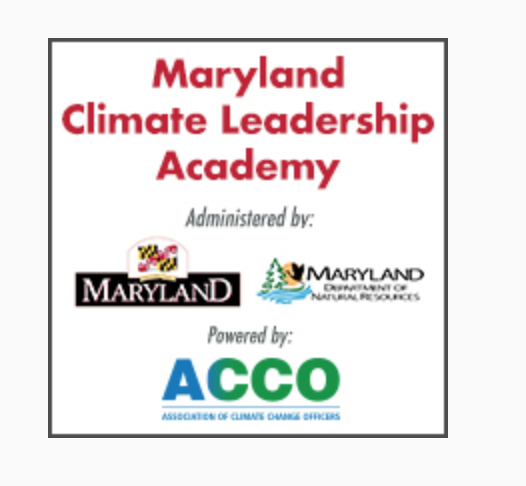 Maryland
Climate Leadership
Academy
Administered by:
MARYLAND
MARYLAND
DEPARTMENT OF
NATURAL RESOURCES
Powered by:
ACCO
ASSOCIATION OF CLIMATE CHANGE OFFICERS